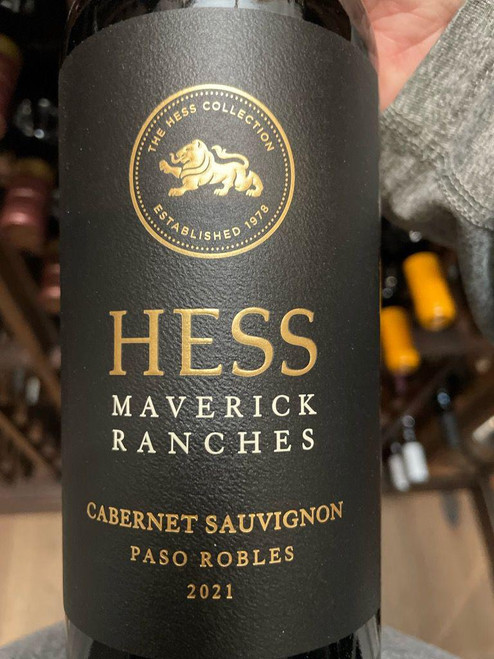 THE HESS COLLECTION
ESTABLISHED 1978
HESS
MAVERICK
RANCHES
CABERNET SAUVIGNON
PASO ROBLES
2021